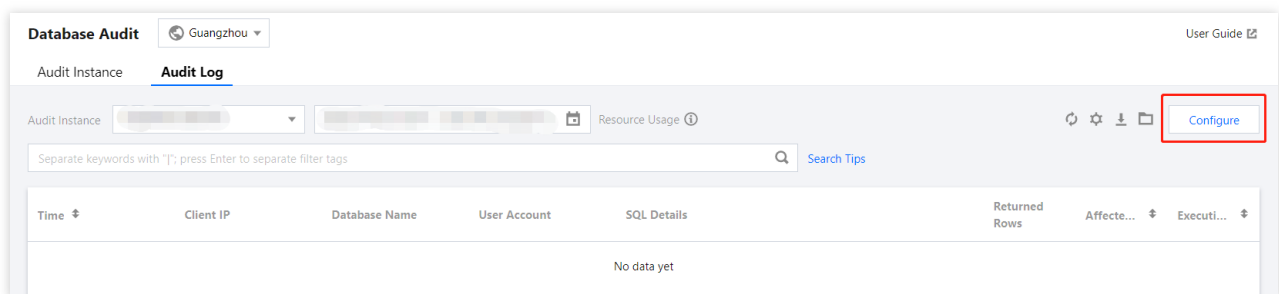 Database Audit Guangzhou User Guide
Audit Instance Audit Log
Audit Instance Resource Usage Configure
Separate keywords with "|"; press Enter to separate filter tags Search Tips
Time Client IP Database Name User Account SQL Details Returned Rows Affecte... Executi...
No data yet